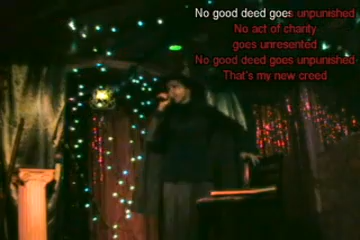 No good deed goes unpunished
No act of charity
goes unresented
No good deed goes unpunished
That's my new creed